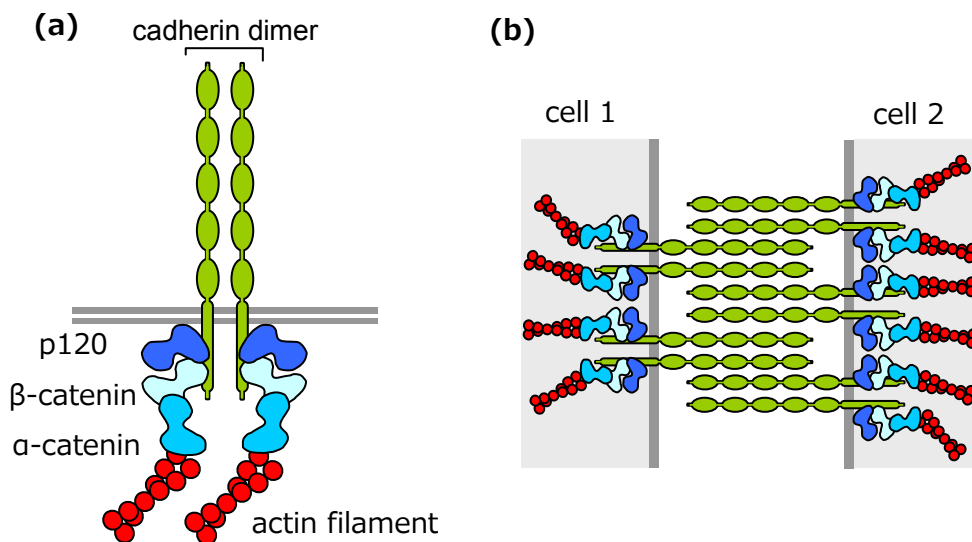 (a)
cadherin dimer
p120
β-catenin
α-catenin
actin filament
(b)
cell 1
cell 2